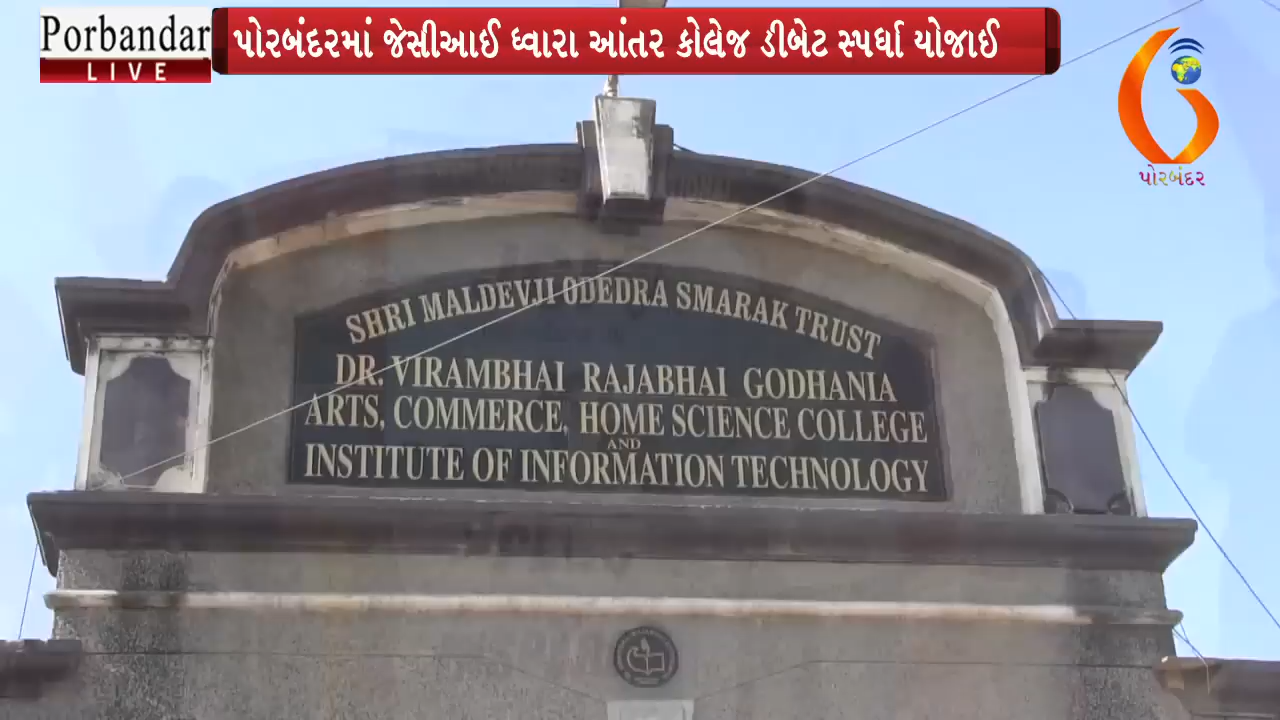 Porbandar
LIVE
પોરબંદરમાં જેસીઆઈ ધ્વારા આંતર કોલેજ ડીબેટ સ્પર્ધા યોજાઈ
પોરબંદર
SHRI MALDEVJI ODEDRA SMARAK TRUST
DR. VIRAMBHAI RAJABHAI GODHANIA
ARTS, COMMERCE, HOME SCIENCE COLLEGE
AND
INSTITUTE OF INFORMATION TECHNOLOGY